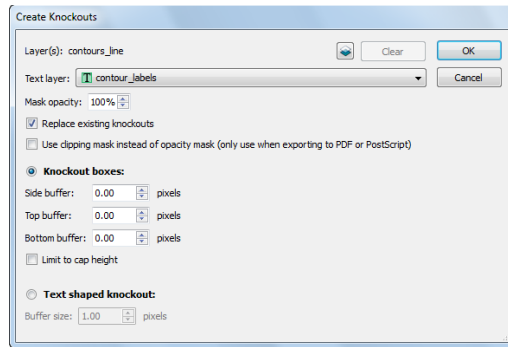 Create Knockouts
Layer(s): contours_line
Clear
OK
Text layer: T contour_labels
Cancel
Mask opacity: 100%
Replace existing knockouts
Use clipping mask instead of opacity mask (only use when exporting to PDF or PostScript)
Knockout boxes:
Side buffer: 0.00 pixels
Top buffer: 0.00 pixels
Bottom buffer: 0.00 pixels
Limit to cap height
Text shaped knockout:
Buffer size: 1.00 pixels